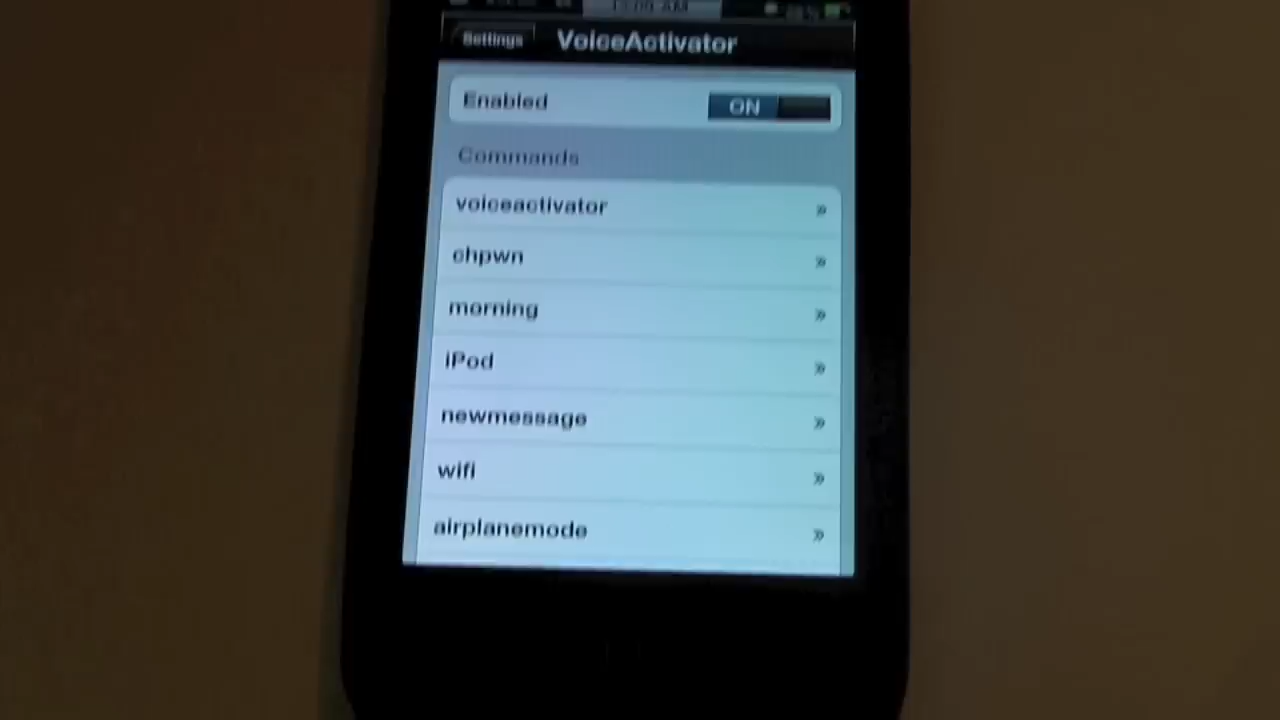 Settings
VoiceActivator
Enabled
ON
Commands
voiceactivator
chpwn
morning
iPod
newmessage
wifi
airplanemode